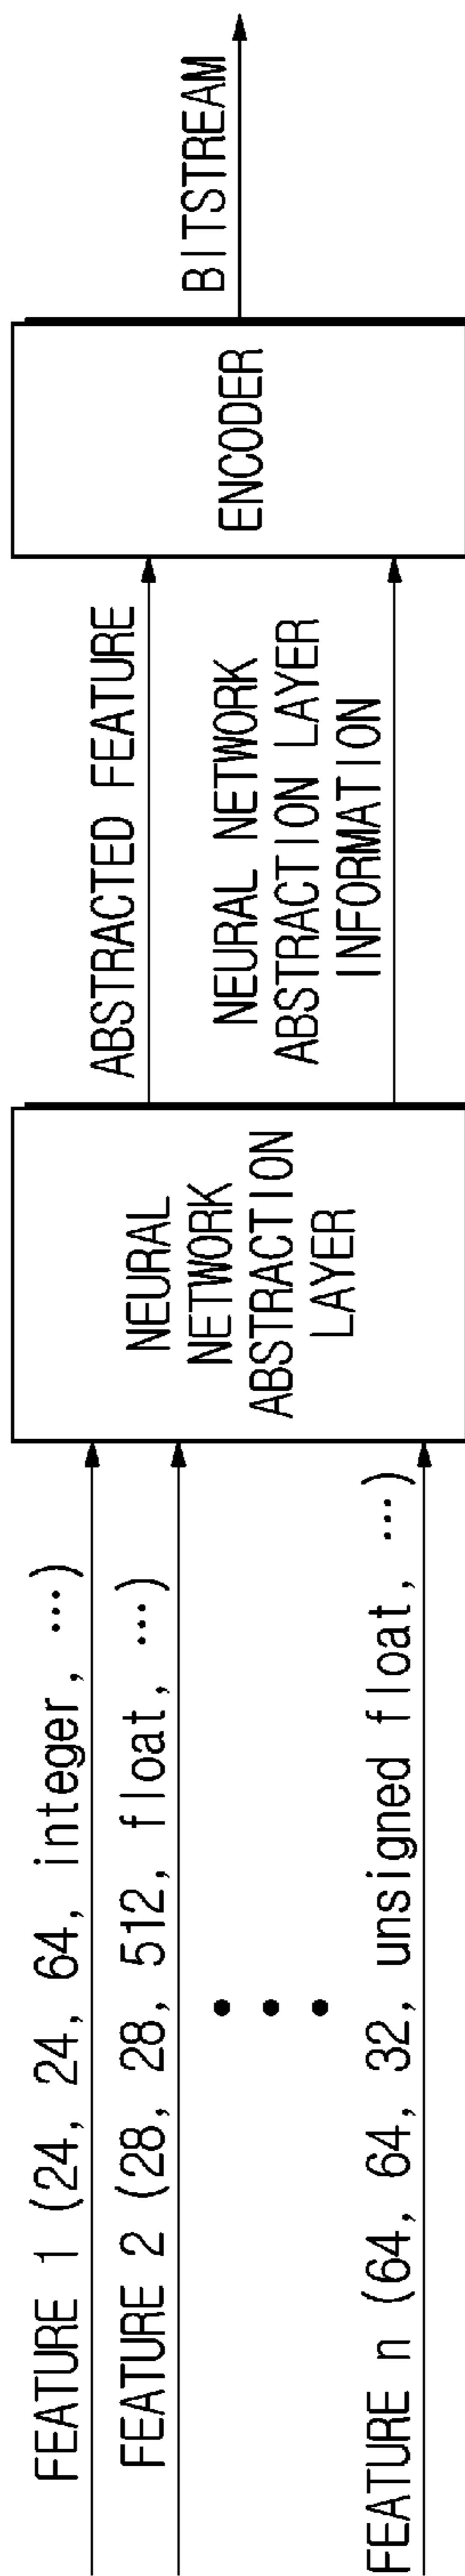 FEATURE 1 (24, 24, 64, integer, ···)
FEATURE 2 (28, 28, 512, float, ···)
FEATURE n (64, 64, 32, unsigned float, ···)
NEURAL
NETWORK
ABSTRACTION
LAYER
ABSTRACTED FEATURE
NEURAL NETWORK
ABSTRACTION LAYER
INFORMATION
ENCODER
BITSTREAM